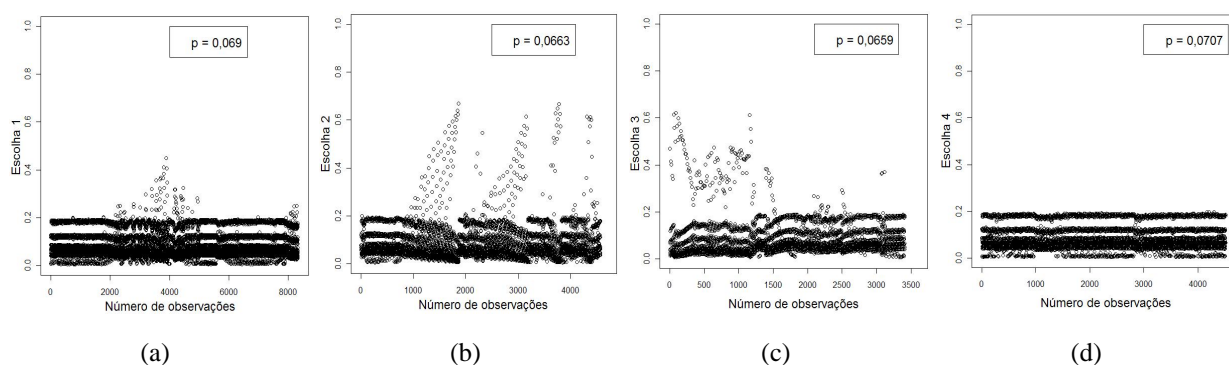 p = 0,069
1.0
0.8
0.6
0.4
0.2
0.0
Escolha 1
0
2000
4000
6000
8000
Número de observações
(a)
p = 0,0663
1.0
0.8
0.6
0.4
0.2
0.0
Escolha 2
0
1000
2000
3000
4000
Número de observações
(b)
p = 0,0659
1.0
0.8
0.6
0.4
0.2
0.0
Escolha 3
0
500
1000
1500
2000
2500
3000
3500
Número de observações
(c)
p = 0,0707
1.0
0.8
0.6
0.4
0.2
0.0
Escolha 4
0
1000
2000
3000
4000
Número de observações
(d)